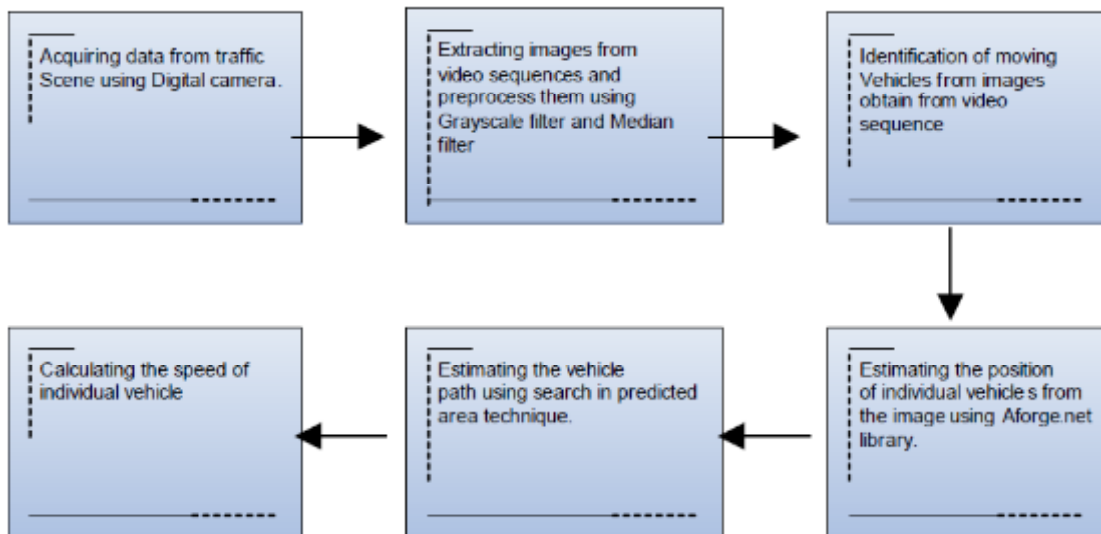 Acquiring data from traffic
Scene using Digital camera.
Extracting images from
video sequences and
preprocess them using
Grayscale filter and Median
filter
Identification of moving
Vehicles from images
obtain from video
sequence
Estimating the position
of individual vehicle s from
the image using Aforge.net
library.
Estimating the vehicle
path using search in predicted
area technique.
Calculating the speed of
individual vehicle